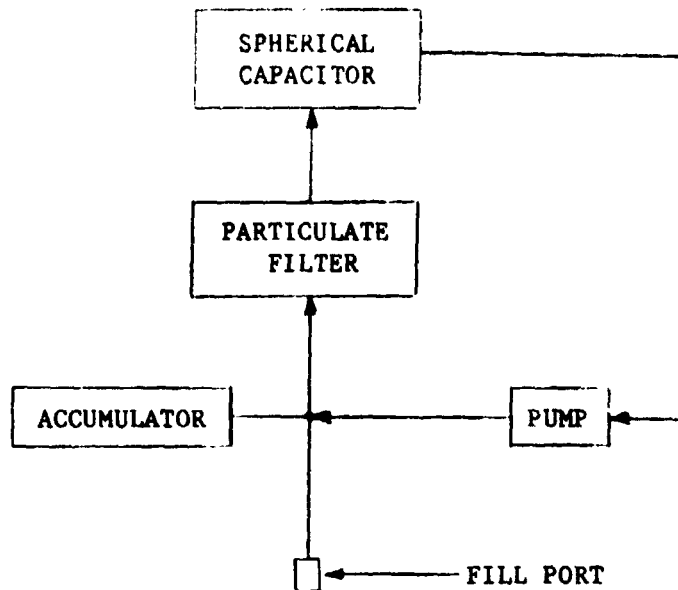 SPHERICAL
CAPACITOR
PARTICULATE
FILTER
ACCUMULATOR
PUMP
FILL PORT